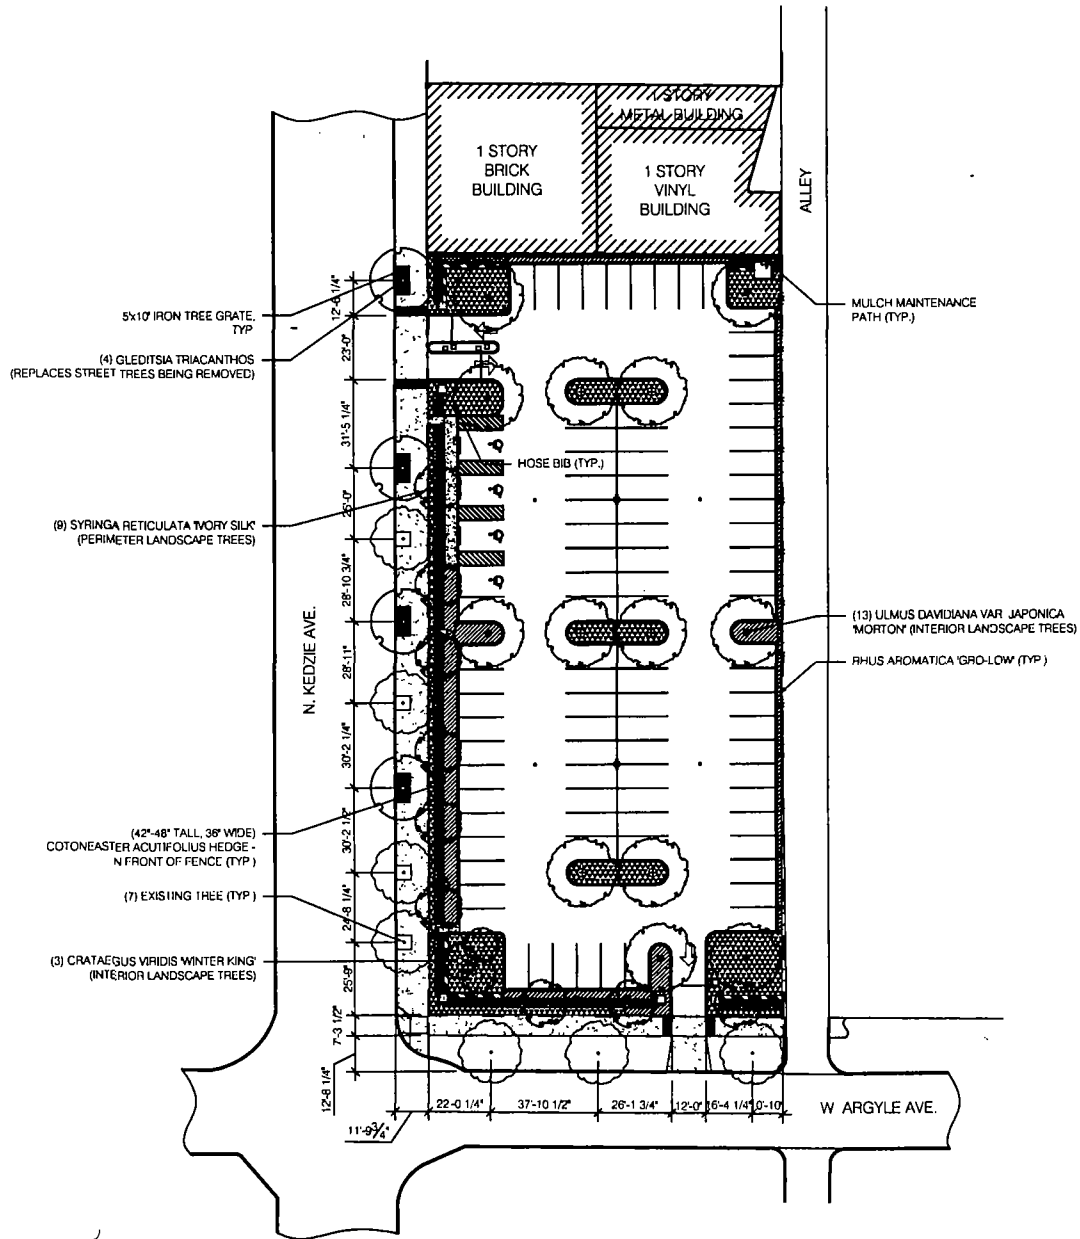 1 STORY
METAL BUILDING
1 STORY
BRICK
BUILDING
1 STORY
VINYL
BUILDING
ALLEY
5'x10' IRON TREE GRATE,
TYP
(4) GLEDITSIA TRIACANTHOS
(REPLACES STREET TREES BEING REMOVED)
MULCH MAINTENANCE
PATH (TYP.)
HOSE BIB (TYP.)
(9) SYRINGA RETICULATA 'IVORY SILK'
(PERIMETER LANDSCAPE TREES)
(13) ULMUS DAVIDIANA VAR JAPONICA
'MORTON' (INTERIOR LANDSCAPE TREES)
RHUS AROMATICA 'GRO-LOW' (TYP )
N. KEDZIE AVE.
(42"-48" TALL, 36" WIDE)
COTONEASTER ACUTIFOLIUS HEDGE -
N FRONT OF FENCE (TYP )
(7) EXISTING TREE (TYP )
(3) CRATAEGUS VIRIDIS 'WINTER KING'
(INTERIOR LANDSCAPE TREES)
12'-6 1/4"
23'-0"
31'-5 1/4"
28'-10 3/4"
28'-11"
30'-2 1/4"
30'-2 1/2"
24'-8 1/4"
25'-9"
7'-3 1/2"
12'-8 1/4"
11'-9 3/4"
22'-0 1/4" 37'-10 1/2" 26'-1 3/4" 12'-0" 16'-4 1/4"
W ARGYLE AVE.